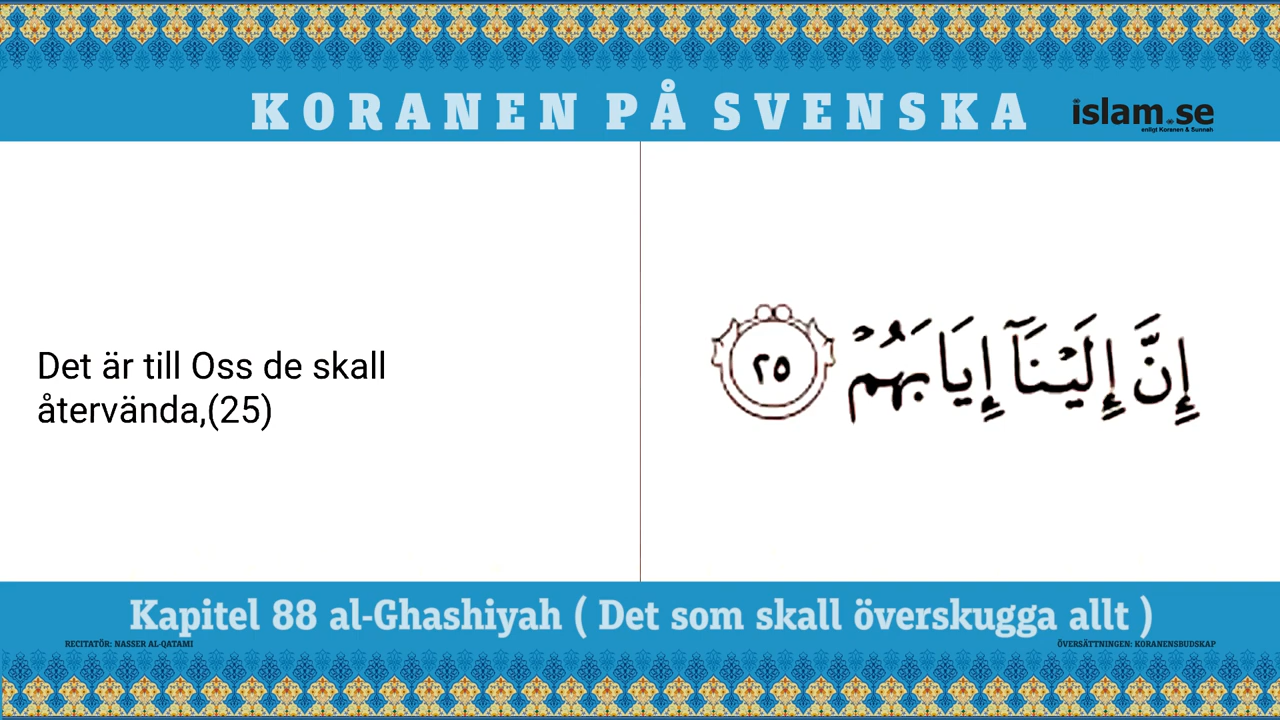 KORANEN PÅ SVENSKA
islam.se
enligt Koranen & Sunnah
Det är till Oss de skall
återvända,(25)
إِنَّ إِلَيْنَآ إِيَابَهُمْ ٢٥
Kapitel 88 al-Ghashiyah ( Det som skall överskugga allt )
RECITATÖR: NASSER AL-QATAMI
ÖVERSÄTTNINGEN: KORANENSBUDSKAP